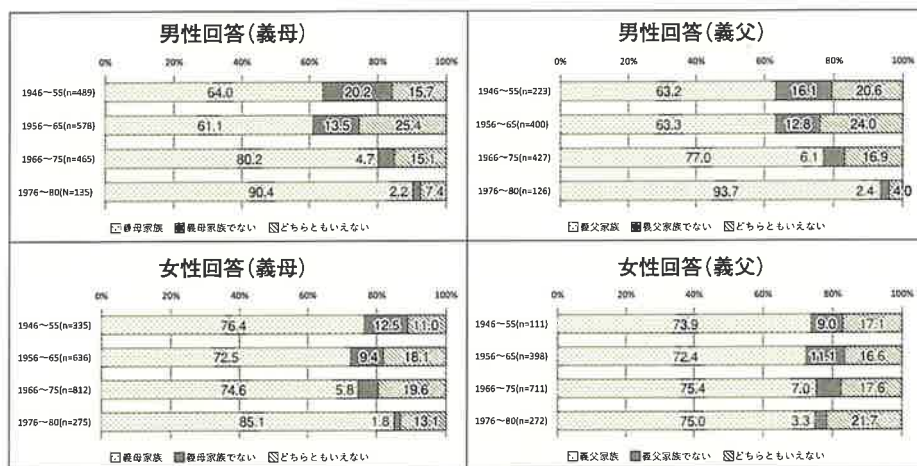 男性回答(義母)
0% 20% 40% 60% 80% 100%
1946～55(n=489) 64.0 20.2 15.7
1956～65(n=578) 61.1 13.5 25.4
1966～75(n=465) 80.2 4.7 15.1
1976～80(N=135) 90.4 2.2 7.4
義母家族 義母家族でない どちらともいえない
男性回答(義父)
0% 20% 40% 60% 80% 100%
1946～55(n=223) 63.2 16.1 20.6
1956～65(n=400) 63.3 12.8 24.0
1966～75(n=427) 77.0 6.1 16.9
1976～80(n=126) 93.7 2.4 4.0
義父家族 義父家族でない どちらともいえない
女性回答(義母)
0% 20% 40% 60% 80% 100%
1946～55(n=335) 76.4 12.5 11.0
1956～65(n=636) 72.5 9.4 18.1
1966～75(n=812) 74.6 5.8 19.6
1976～80(n=275) 85.1 1.8 13.1
義母家族 義母家族でない どちらともいえない
女性回答(義父)
0% 20% 40% 60% 80% 100%
1946～55(n=111) 73.9 9.0 17.1
1956～65(n=398) 72.4 11.1 16.6
1966～75(n=711) 75.4 7.0 17.6
1976～80(n=272) 75.0 3.3 21.7
義父家族 義父家族でない どちらともいえない